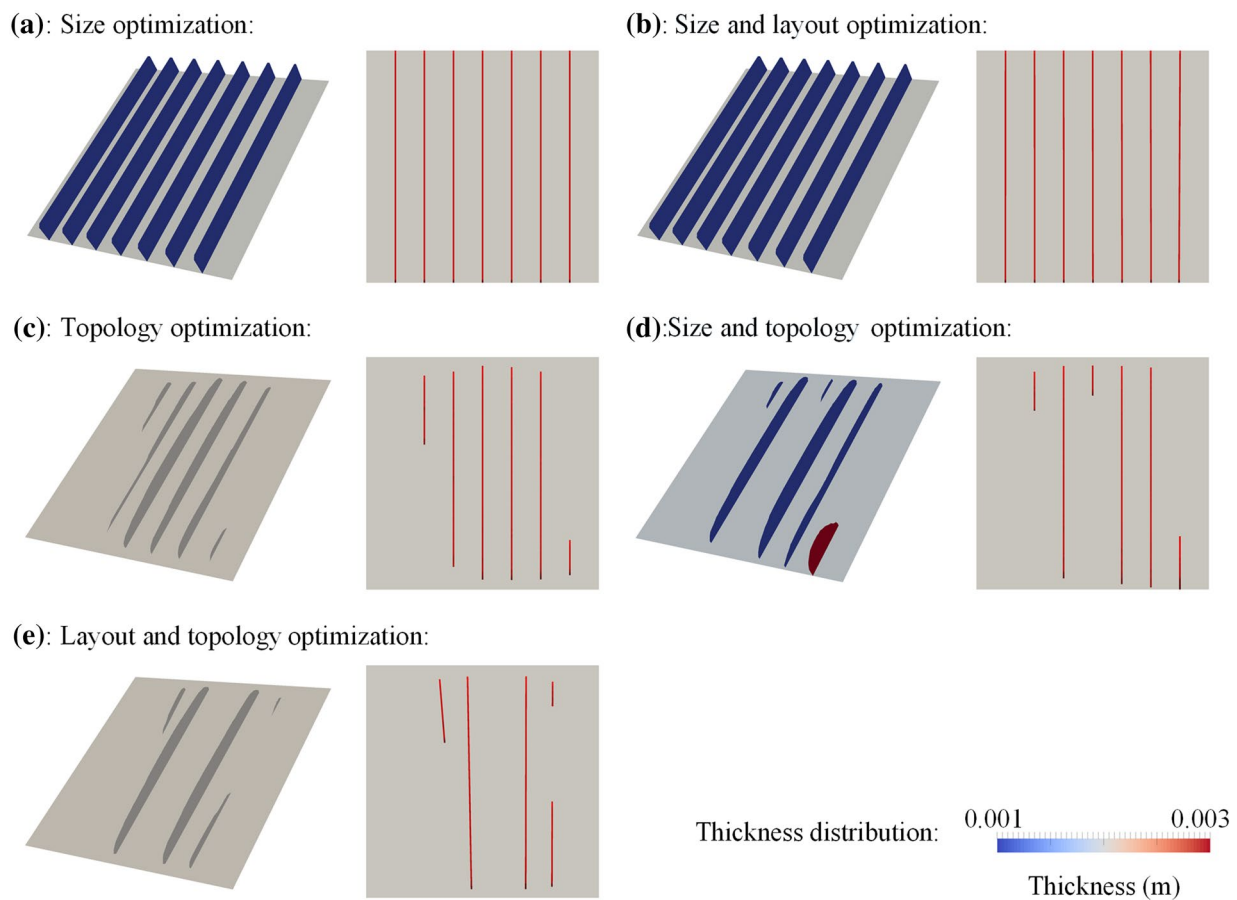 (a): Size optimization:
(b): Size and layout optimization:
(c): Topology optimization:
(d):Size and topology optimization:
(e): Layout and topology optimization:
Thickness distribution:
0.001
0.003
Thickness (m)